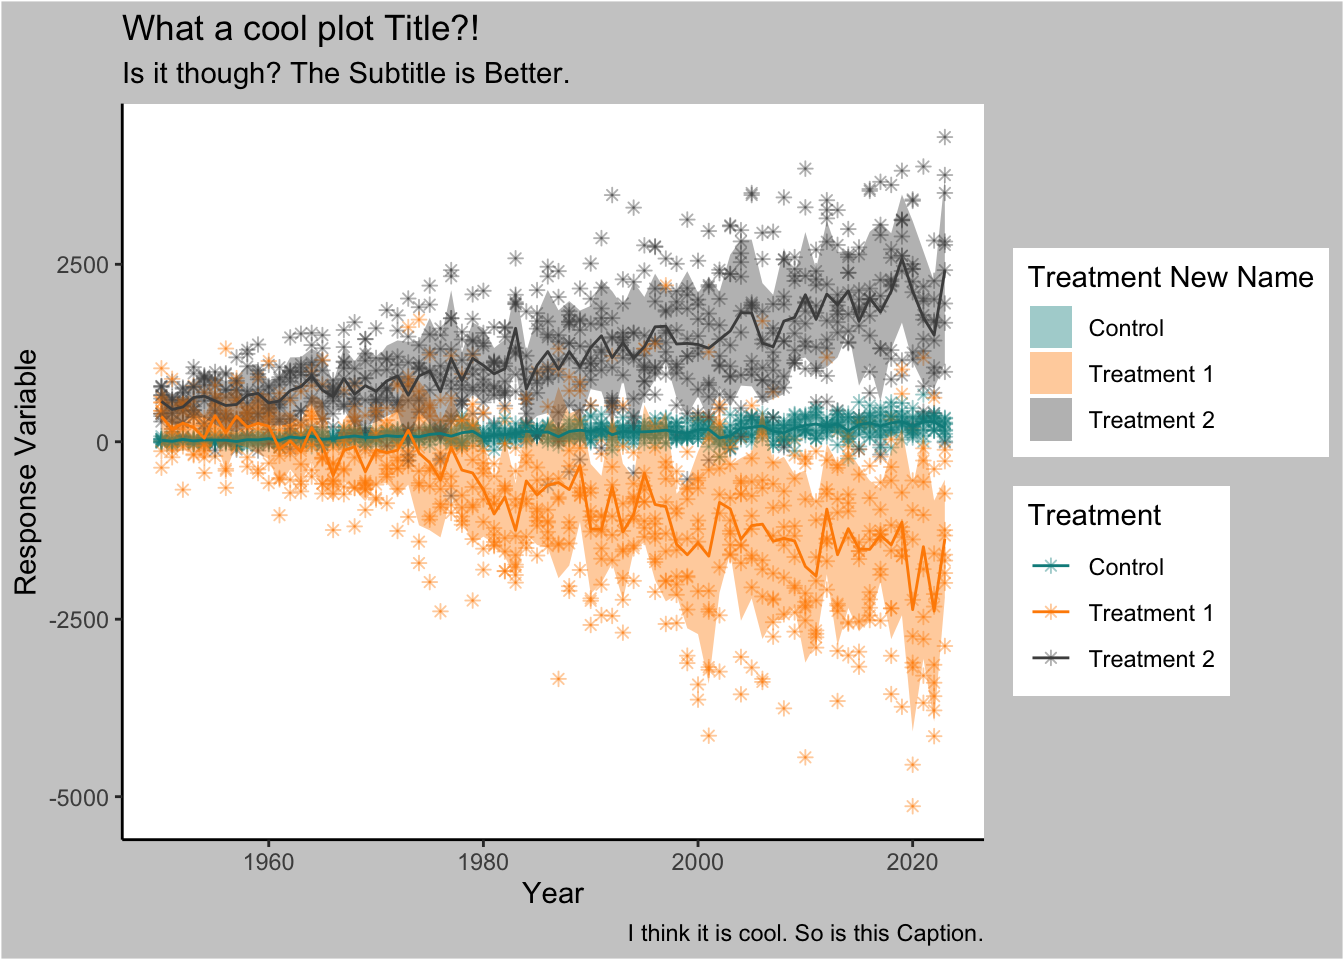 What a cool plot Title?!
Is it though? The Subtitle is Better.
Response Variable
2500
0
-2500
-5000
1960
1980
2000
2020
Year
I think it is cool. So is this Caption.
Treatment New Name
Control
Treatment 1
Treatment 2
Treatment
Control
Treatment 1
Treatment 2